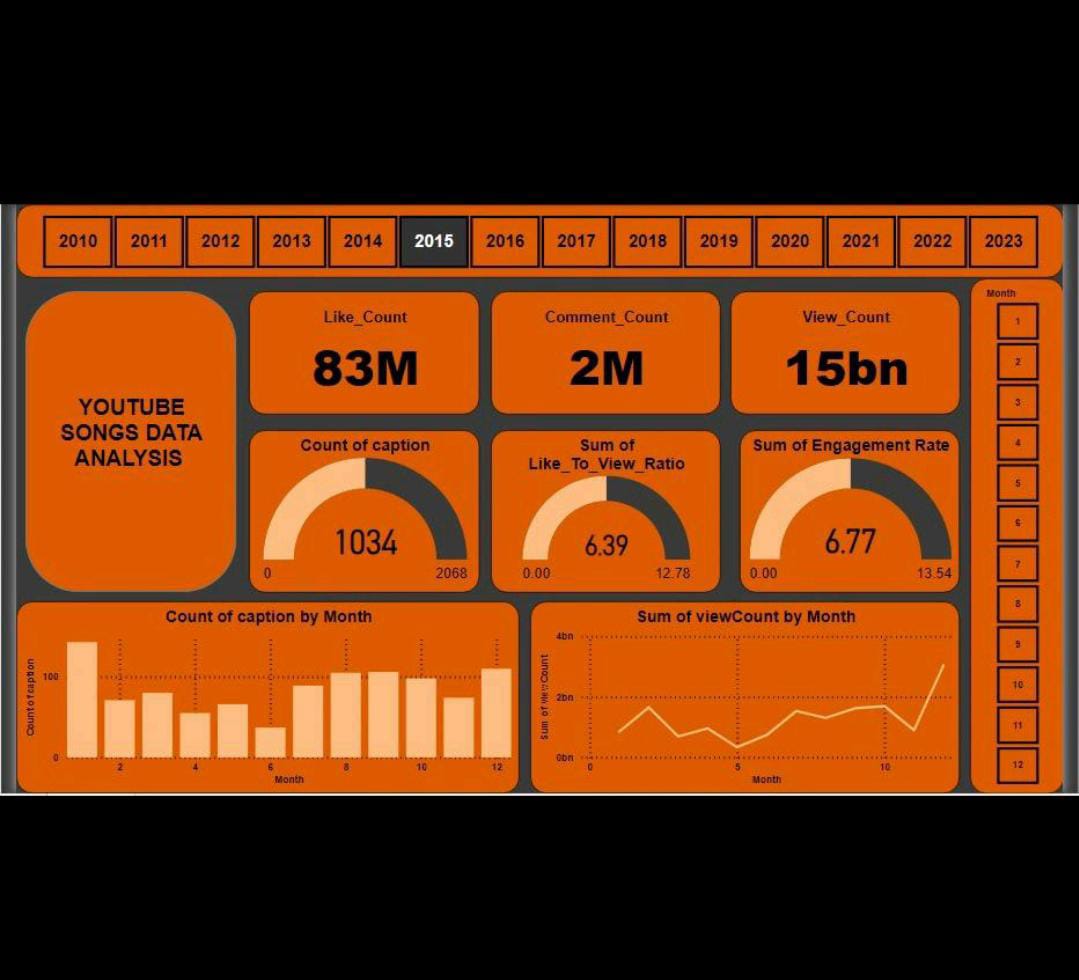 2010 2011 2012 2013 2014 2015 2016 2017 2018 2019 2020 2021 2022 2023
YOUTUBE
SONGS DATA
ANALYSIS
Like_Count
83M
Comment_Count
2M
View_Count
15bn
Count of caption
1034
0 2068
Sum of
Like_To_View_Ratio
6.39
0.00 12.78
Sum of Engagement Rate
6.77
0.00 13.54
Month
1
2
3
4
5
6
7
8
9
10
11
12
Count of caption by Month
Count of caption
100
0
2 4 6 8 10 12
Month
Sum of viewCount by Month
Sum of viewCount
4bn
2bn
0bn
0 5 10
Month